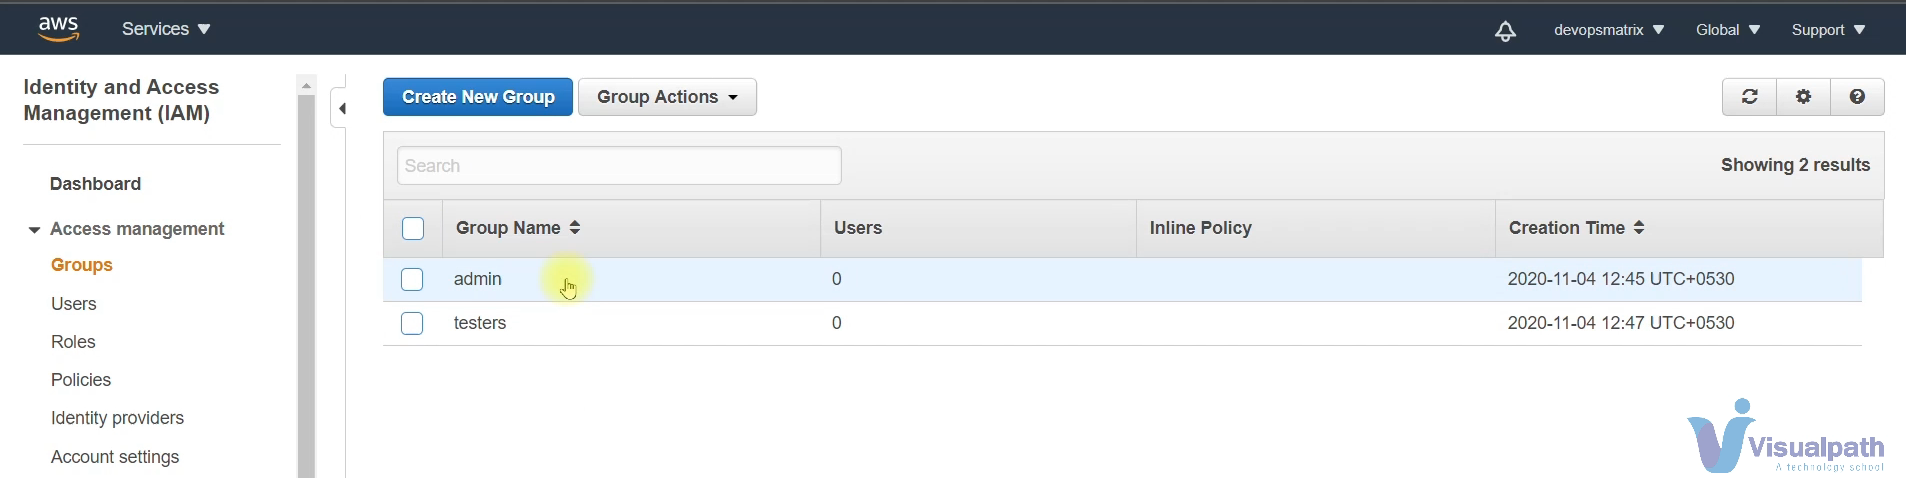 aws Services devopsmatrix Global Support
Identity and Access
Management (IAM)
Dashboard
Access management
Groups
Users
Roles
Policies
Identity providers
Account settings
Create New Group Group Actions
Search Showing 2 results
Group Name Users Inline Policy Creation Time
admin 0 2020-11-04 12:45 UTC+0530
testers 0 2020-11-04 12:47 UTC+0530
Visualpath
A technology school